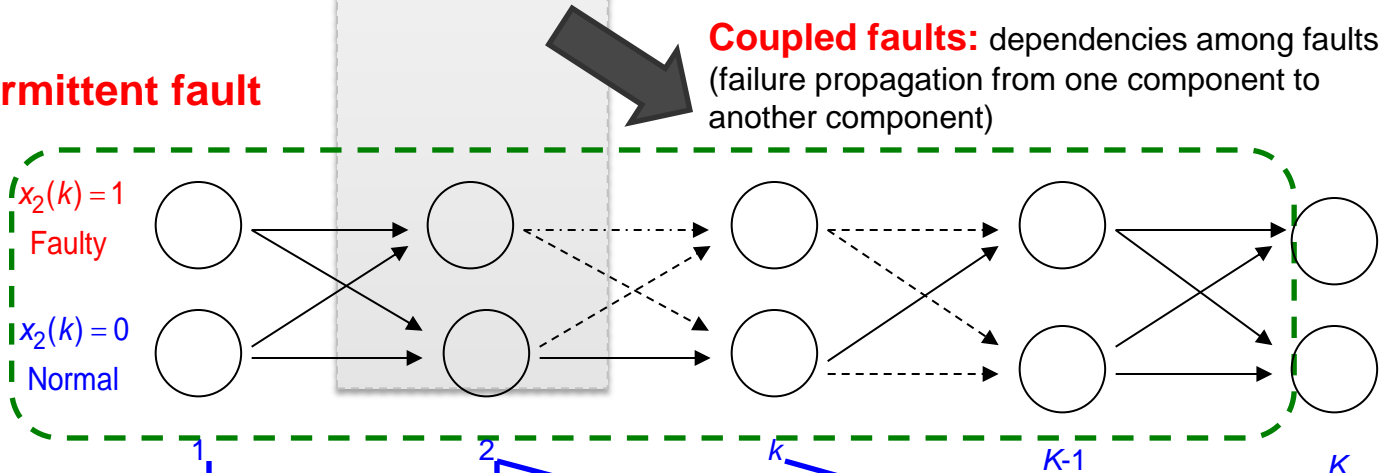 Coupled faults: dependencies among faults
(failure propagation from one component to
another component)
rmittent fault
x₂(k) = 1
Faulty
x₂(k) = 0
Normal
1 2 k K-1 K